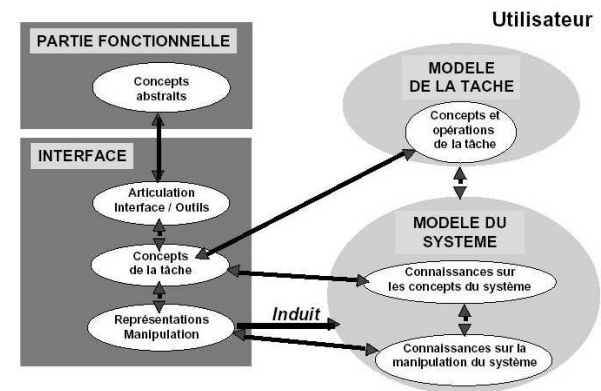 Utilisateur
PARTIE FONCTIONNELLE
Concepts
abstraits
INTERFACE
Articulation
Interface / Outils
Concepts
de la tâche
Représentations
Manipulation
Induit
MODELE
DE LA TACHE
Concepts et
opérations
de la tâche
MODELE DU
SYSTEME
Connaissances sur
les concepts du système
Connaissances sur la
manipulation du système